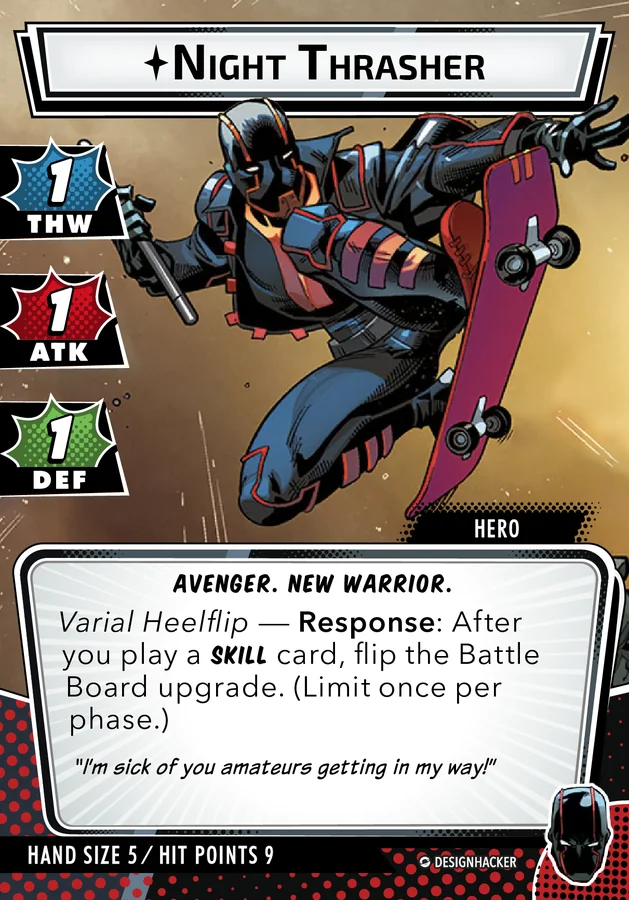 NIGHT THRASHER
1
THW
1
ATK
1
DEF
HERO
AVENGER. NEW WARRIOR.
Varial Heelflip — Response: After
you play a SKILL card, flip the Battle
Board upgrade. (Limit once per
phase.)
"I'm sick of you amateurs getting in my way!"
HAND SIZE 5 / HIT POINTS 9
DESIGNHACKER